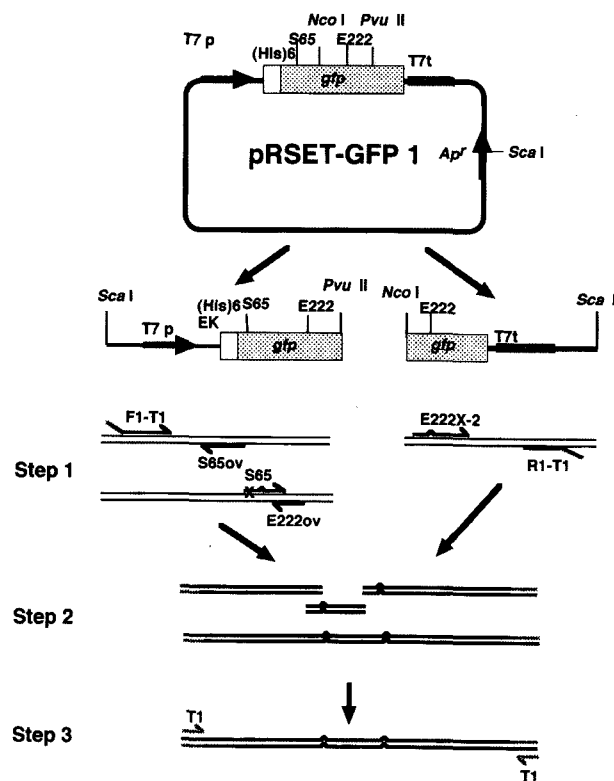 Nco I Pvu II
T7 p (His)6 S65 E222 T7t
gfp
pRSET-GFP 1 Apr Sca I
Pvu II
Sca I (His)6 S65 E222 Nco I E222 Sca I
T7 p EK T7t
gfp gfp
F1-T1 E222X-2
S65ov R1-T1
Step 1
S65
X
E222ov
Step 2
T1
Step 3
T1